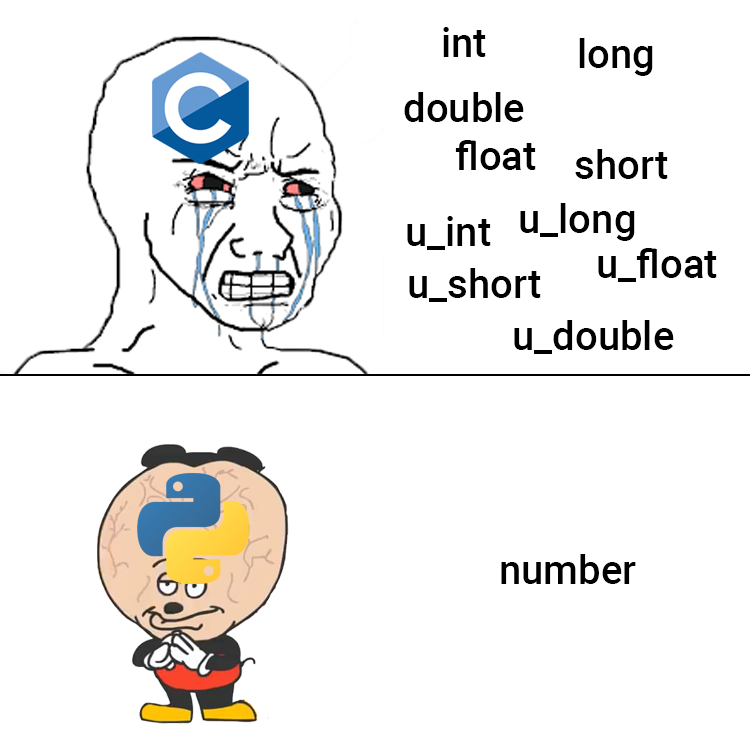 C
int
long
double
float
short
u_int
u_long
u_short
u_float
u_double
number